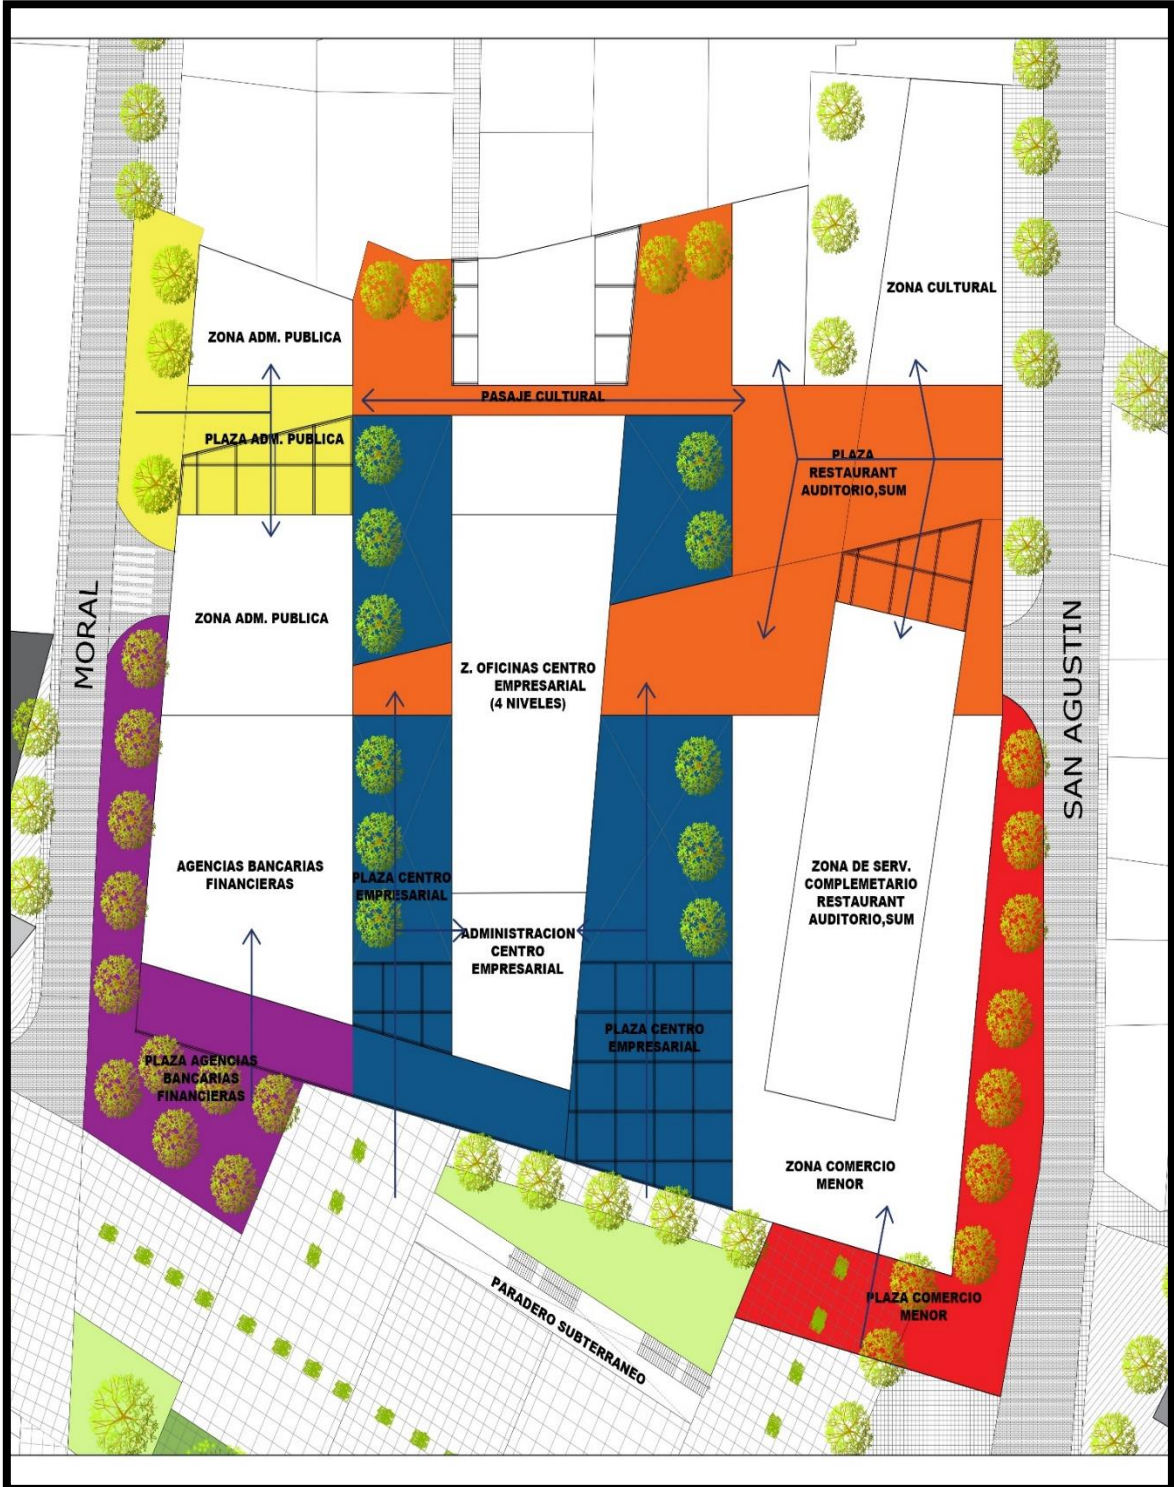 ZONA CULTURAL
ZONA ADM. PUBLICA
PASAJE CULTURAL
PLAZA ADM. PUBLICA
PLAZA
RESTAURANT
AUDITORIO,SUM
MORAL
ZONA ADM. PUBLICA
SAN AGUSTIN
Z. OFICINAS CENTRO
EMPRESARIAL
(4 NIVELES)
AGENCIAS BANCARIAS
FINANCIERAS
PLAZA CENTRO
EMPRESARIAL
ZONA DE SERV.
COMPLEMETARIO
RESTAURANT
AUDITORIO,SUM
ADMINISTRACION
CENTRO
EMPRESARIAL
PLAZA CENTRO
EMPRESARIAL
PLAZA AGENCIAS
BANCARIAS
FINANCIERAS
ZONA COMERCIO
MENOR
PLAZA COMERCIO
MENOR
PARADERO SUBTERRANEO